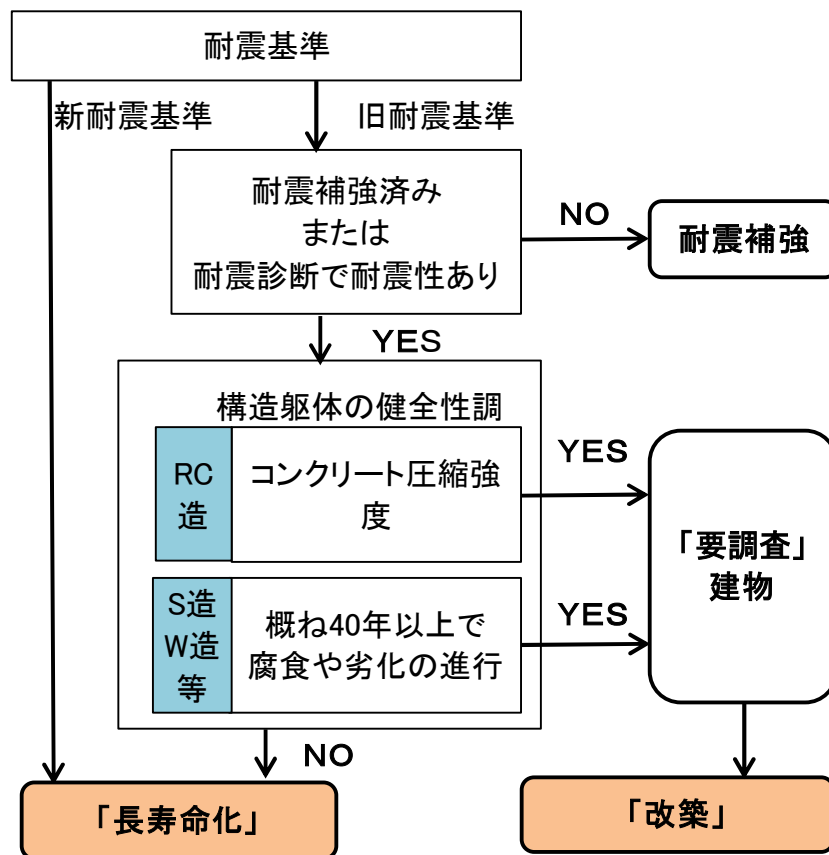 耐震基準
新耐震基準
旧耐震基準
耐震補強済み
または
耐震診断で耐震性あり
NO
耐震補強
YES
構造躯体の健全性調
RC
造
コンクリート圧縮強
度
YES
「要調査」
建物
S造
W造
等
概ね40年以上で
腐食や劣化の進行
YES
NO
「長寿命化」
「改築」